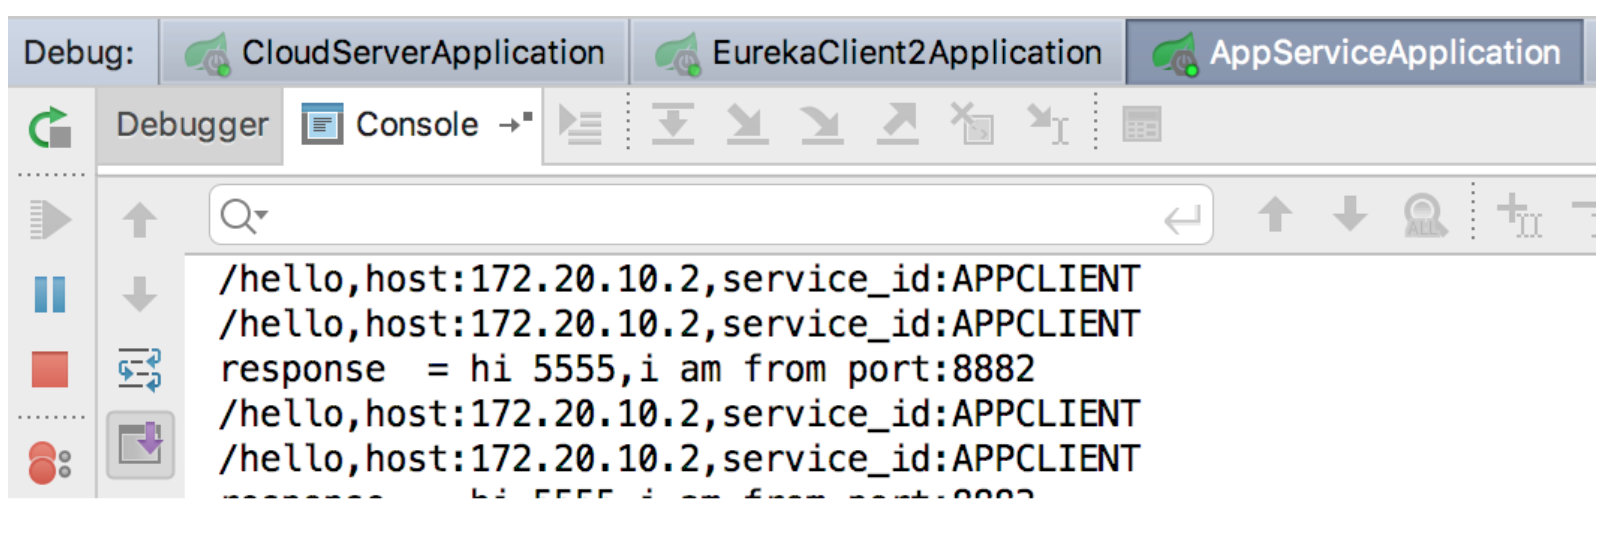 Debug: CloudServerApplication EurekaClient2Application AppServiceApplication
Debugger Console
ALL
/hello,host:172.20.10.2,service_id:APPCLIENT
/hello,host:172.20.10.2,service_id:APPCLIENT
response  = hi 5555,i am from port:8882
/hello,host:172.20.10.2,service_id:APPCLIENT
/hello,host:172.20.10.2,service_id:APPCLIENT